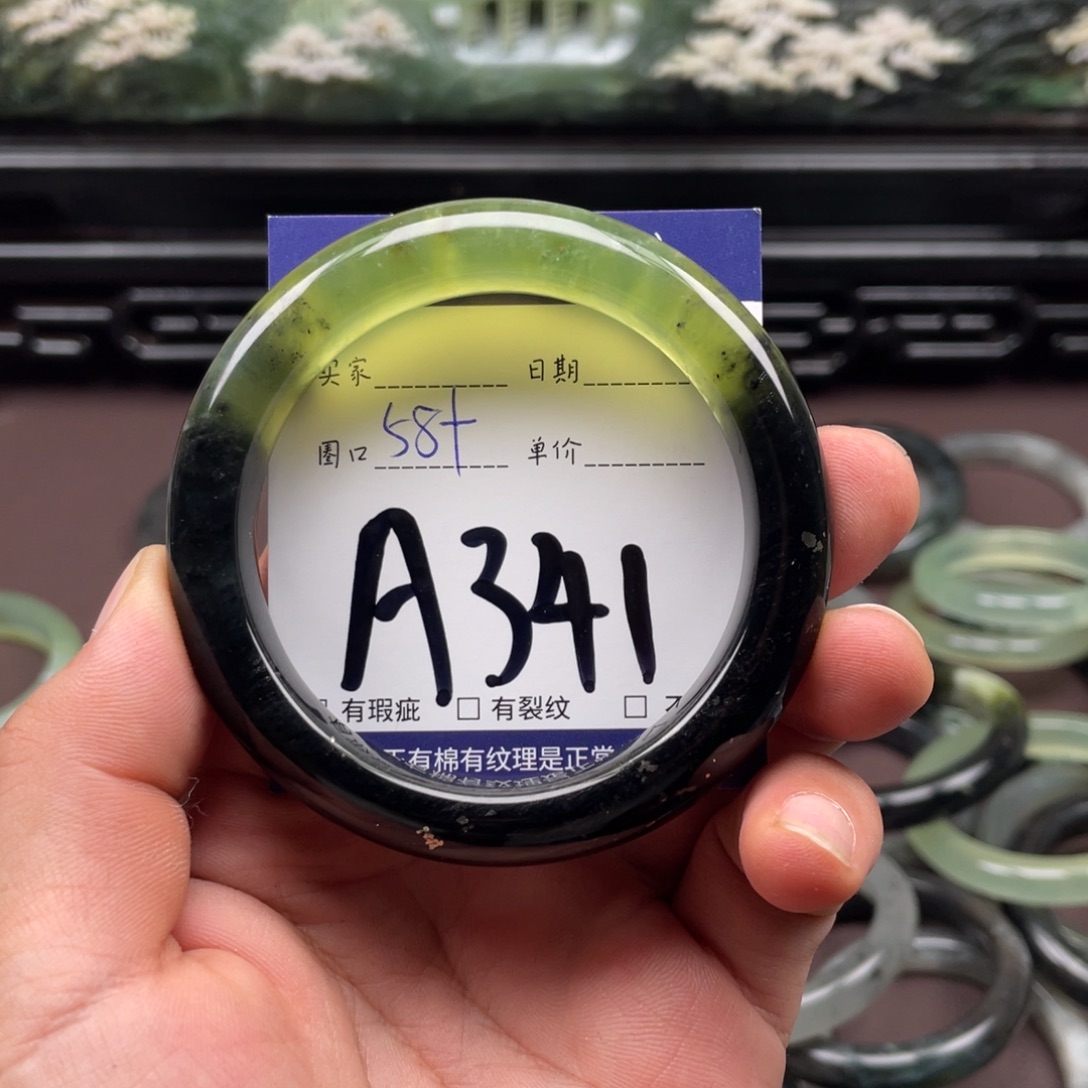 买家 日期
圈口 58+ 单价
A341
有瑕疵 □ 有裂纹 □
有棉有纹理是正常